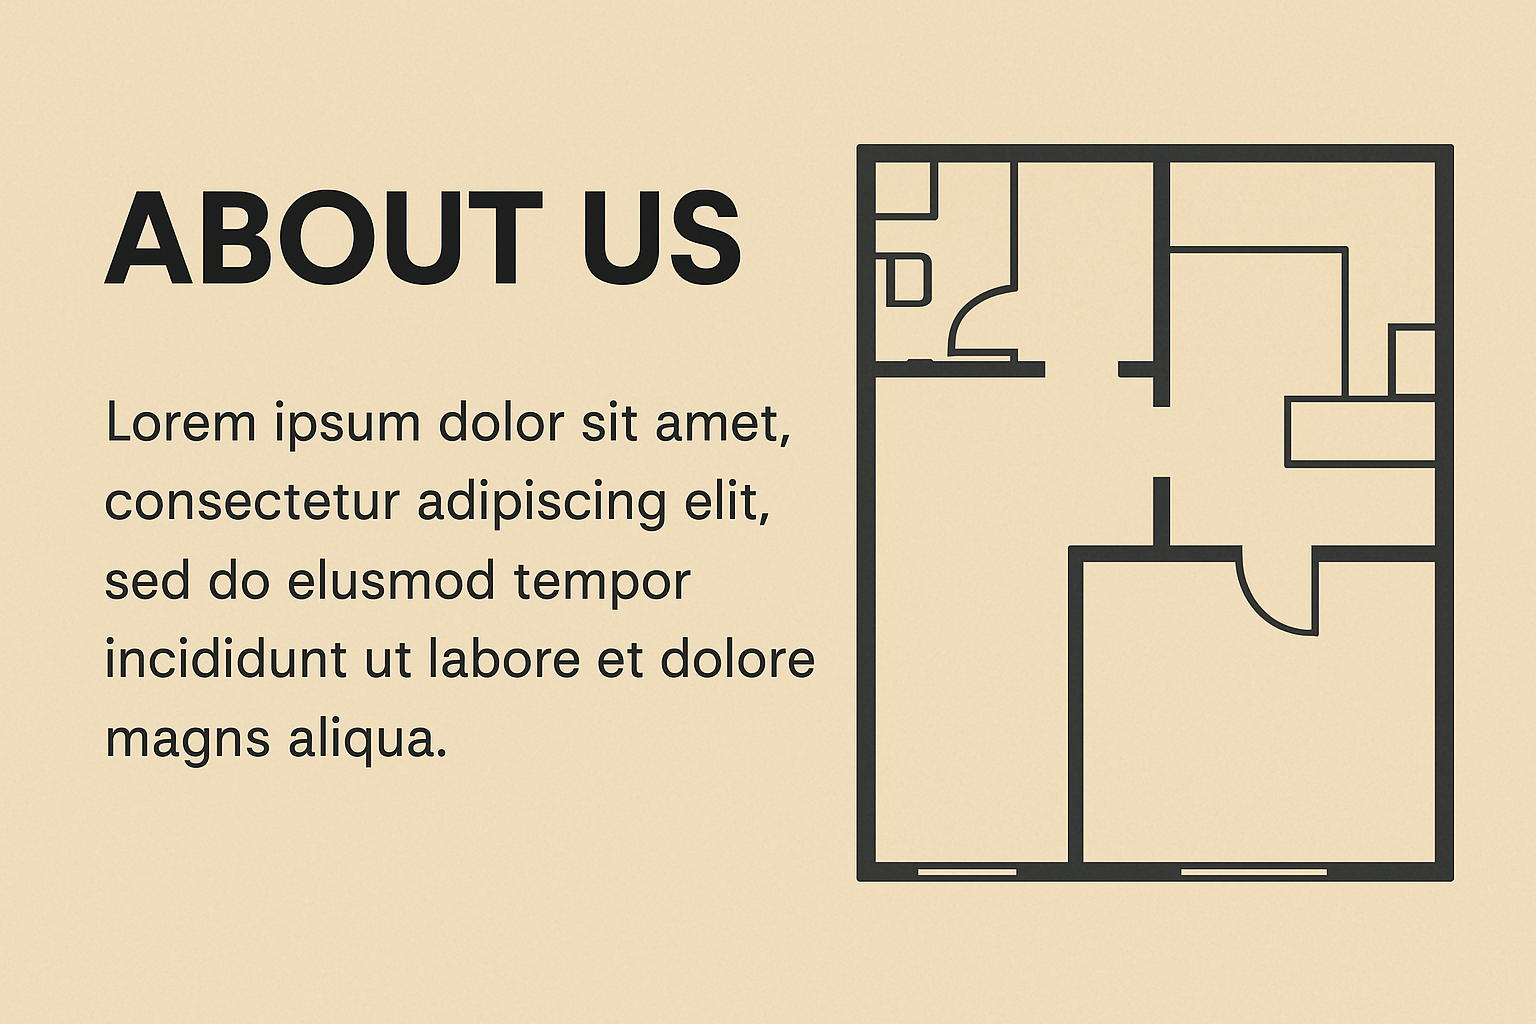 ABOUT US
Lorem ipsum dolor sit amet,
consectetur adipiscing elit,
sed do elusmod tempor
incididunt ut labore et dolore
magns aliqua.